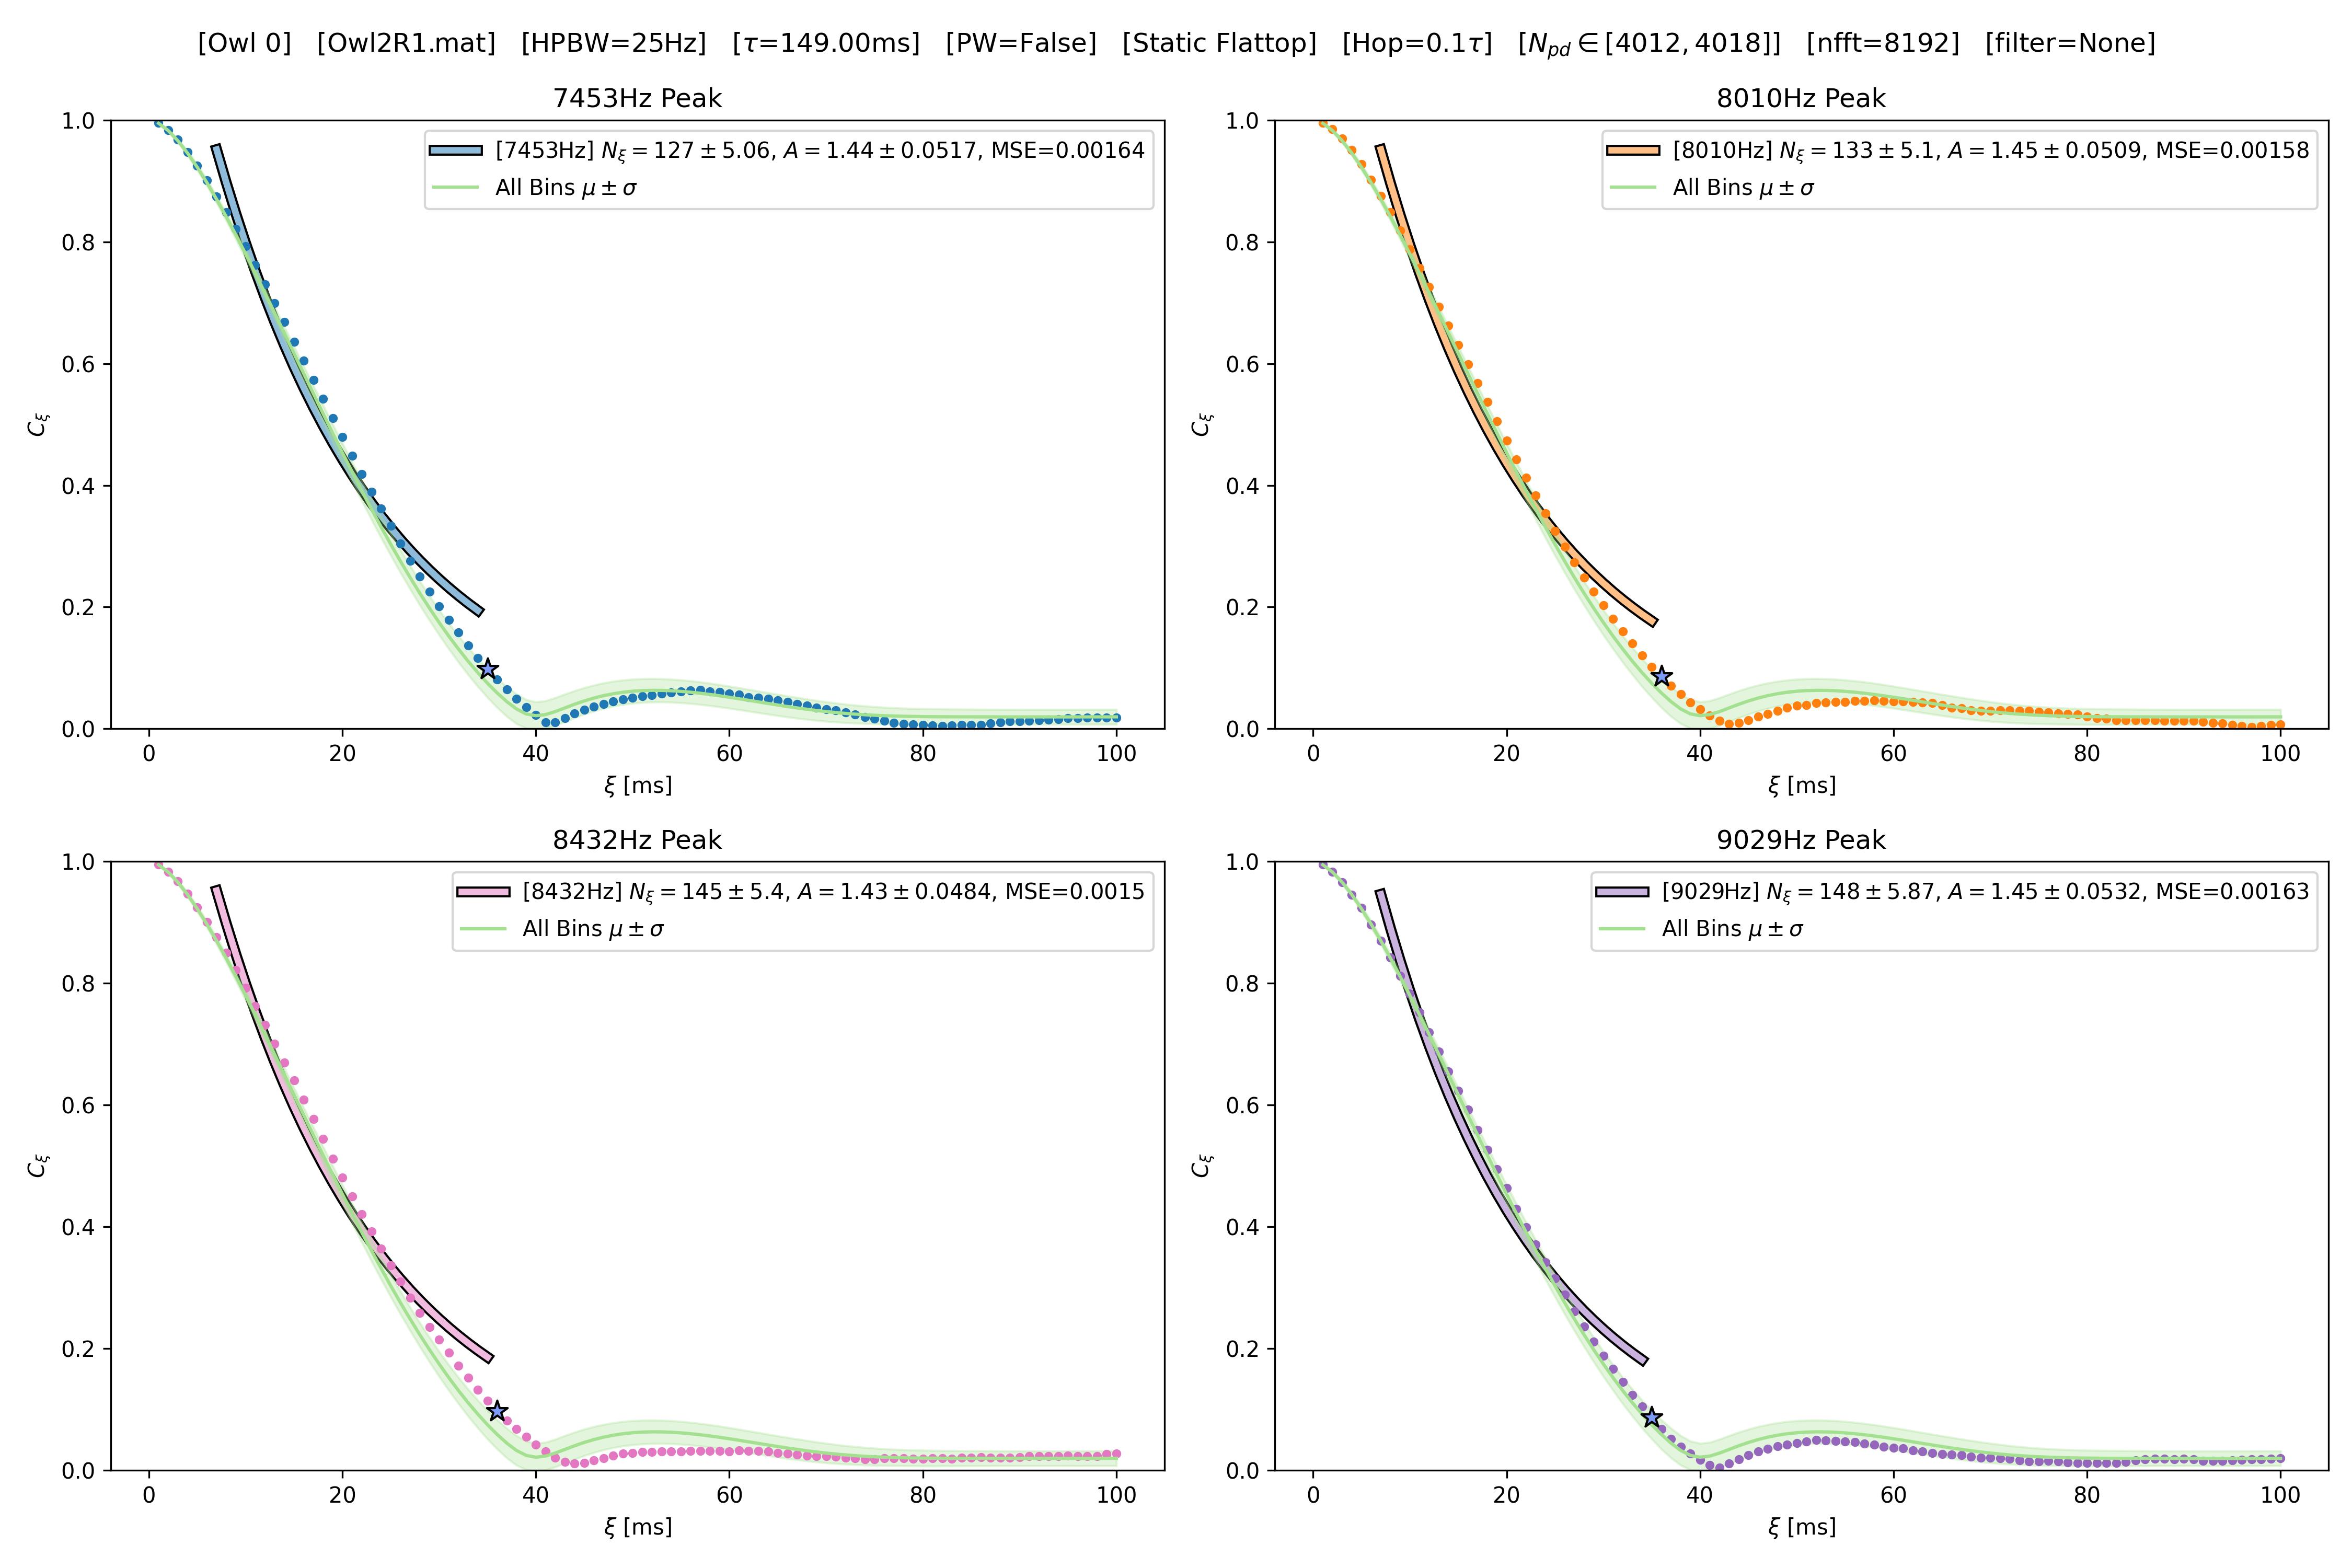 [Owl 0] [Owl2R1.mat] [HPBW=25Hz] [τ=149.00ms] [PW=False] [Static Flattop] [Hop=0.1τ] [N_pd ∈ [4012, 4018]] [nfft=8192] [filter=None]
7453Hz Peak
[7453Hz] N_ξ = 127 ± 5.06, A = 1.44 ± 0.0517, MSE=0.00164
All Bins μ ± σ
1.0
0.8
0.6
0.4
0.2
0.0
C_ξ
0 20 40 60 80 100
ξ [ms]
8010Hz Peak
[8010Hz] N_ξ = 133 ± 5.1, A = 1.45 ± 0.0509, MSE=0.00158
All Bins μ ± σ
1.0
0.8
0.6
0.4
0.2
0.0
C_ξ
0 20 40 60 80 100
ξ [ms]
8432Hz Peak
[8432Hz] N_ξ = 145 ± 5.4, A = 1.43 ± 0.0484, MSE=0.0015
All Bins μ ± σ
1.0
0.8
0.6
0.4
0.2
0.0
C_ξ
0 20 40 60 80 100
ξ [ms]
9029Hz Peak
[9029Hz] N_ξ = 148 ± 5.87, A = 1.45 ± 0.0532, MSE=0.00163
All Bins μ ± σ
1.0
0.8
0.6
0.4
0.2
0.0
C_ξ
0 20 40 60 80 100
ξ [ms]